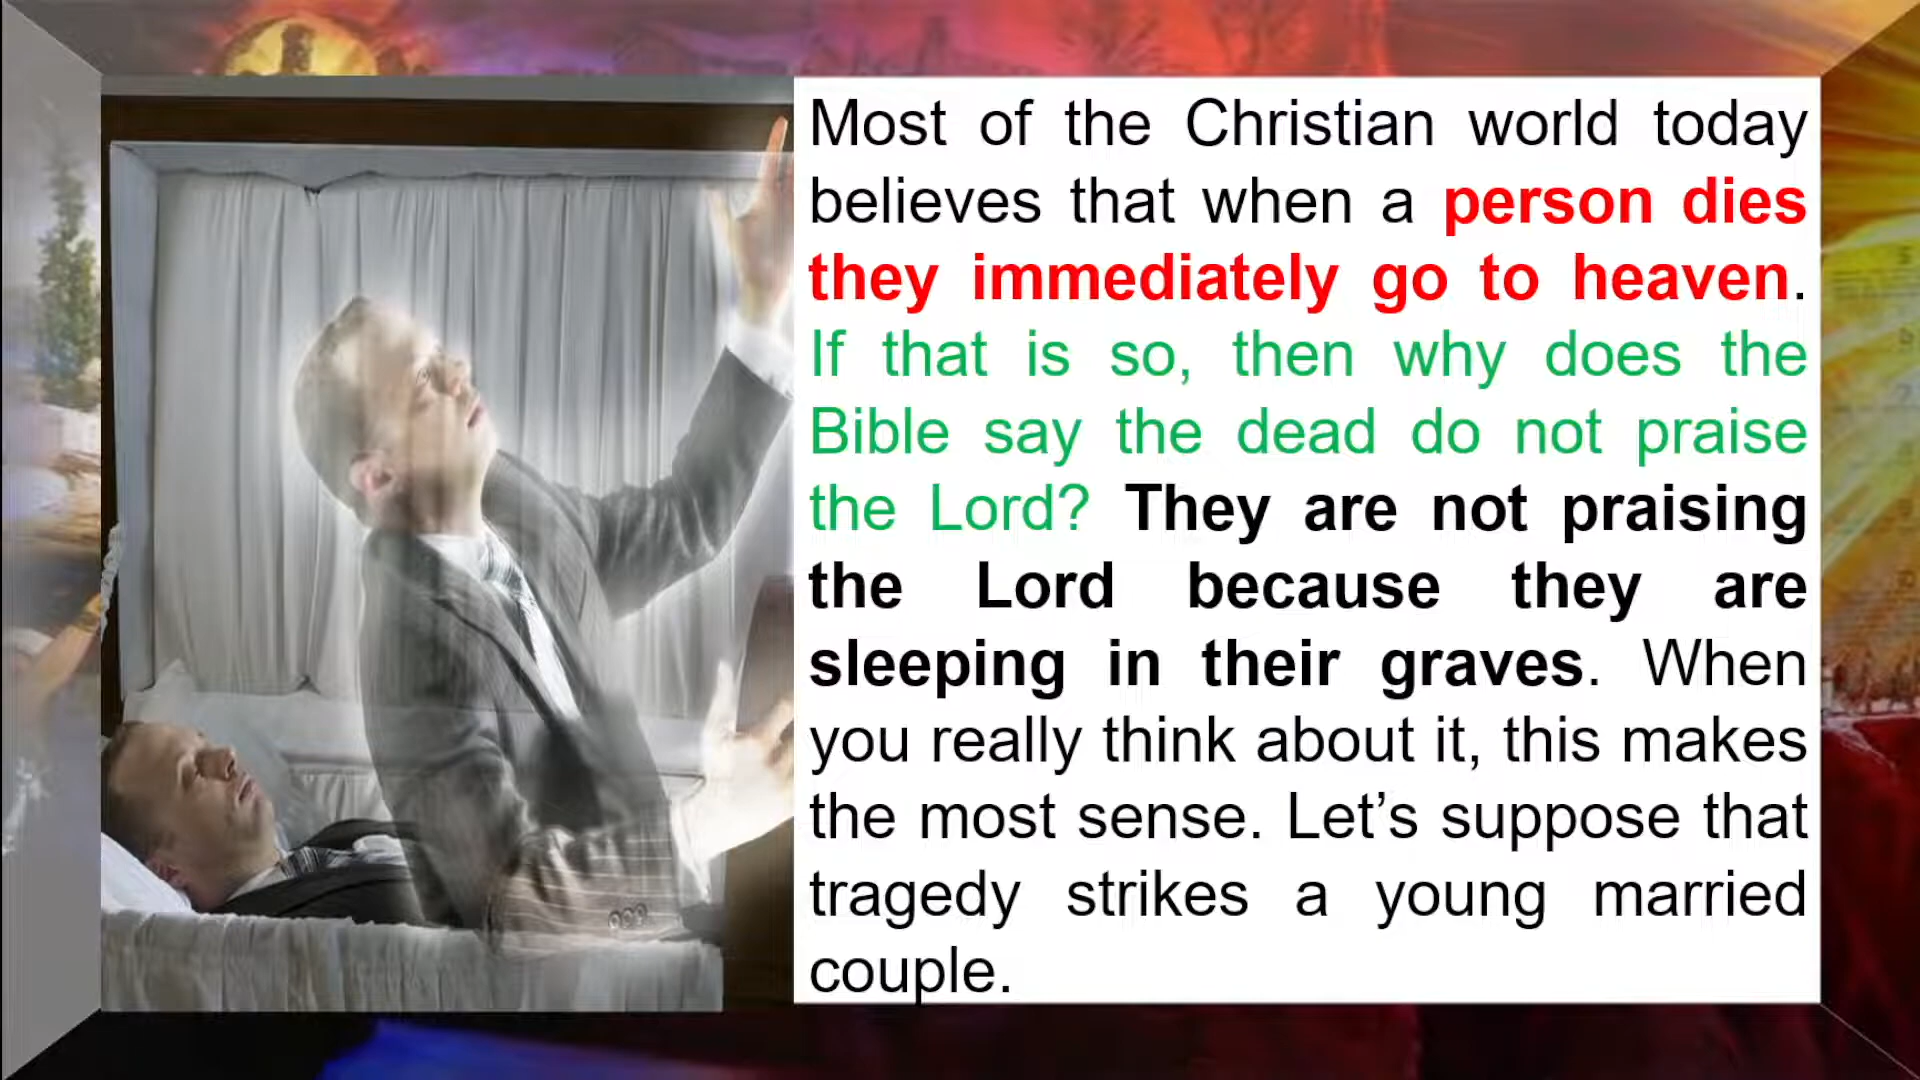 Most of the Christian world today
believes that when a person dies
they immediately go to heaven.
If that is so, then why does the
Bible say the dead do not praise
the Lord? They are not praising
the Lord because they are
sleeping in their graves. When
you really think about it, this makes
the most sense. Let’s suppose that
tragedy strikes a young married
couple.